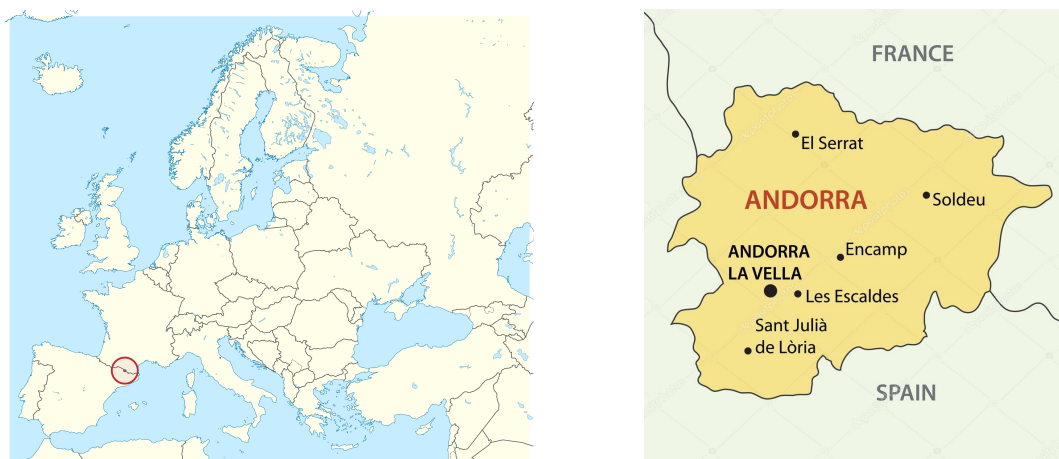 FRANCE
El Serrat
ANDORRA
Soldeu
ANDORRA
LA VELLA
Encamp
Les Escaldes
Sant Julià
de Lòria
SPAIN